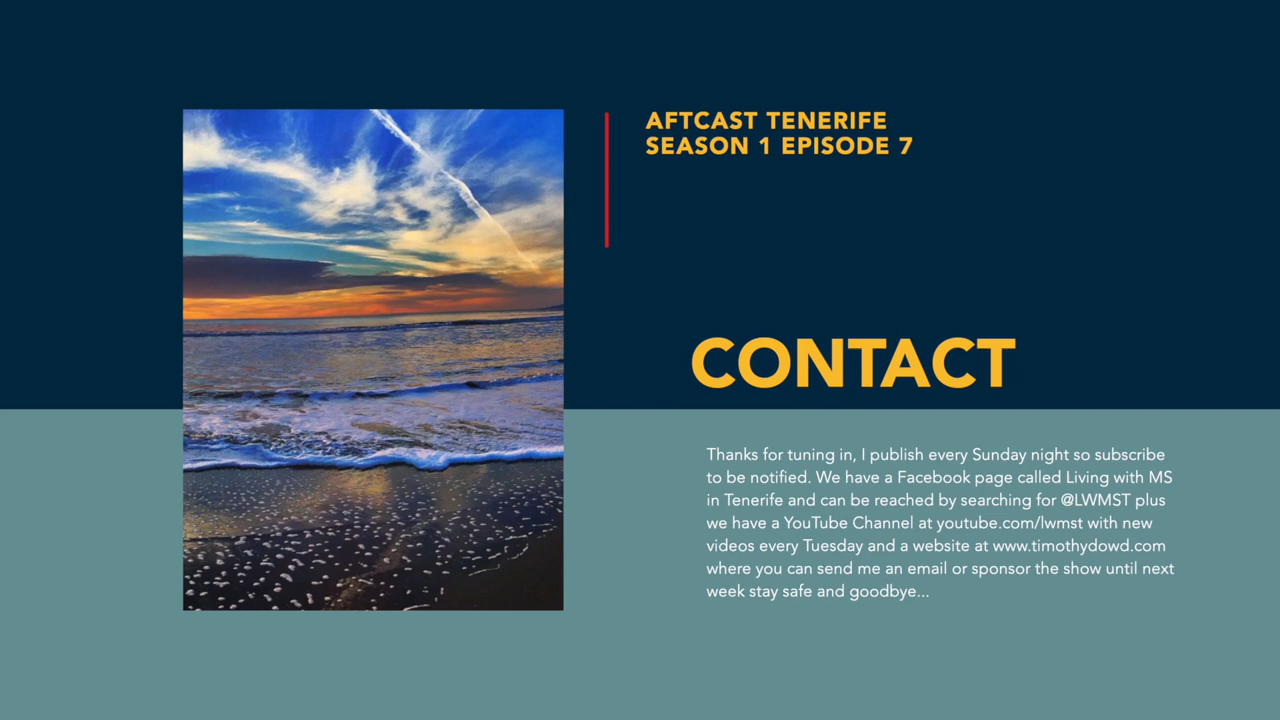 AFTCAST TENERIFE
SEASON 1 EPISODE 7
CONTACT
Thanks for tuning in, I publish every Sunday night so subscribe
to be notified. We have a Facebook page called Living with MS
in Tenerife and can be reached by searching for @LWMST plus
we have a YouTube Channel at youtube.com/lwmst with new
videos every Tuesday and a website at www.timothydowd.com
where you can send me an email or sponsor the show until next
week stay safe and goodbye...